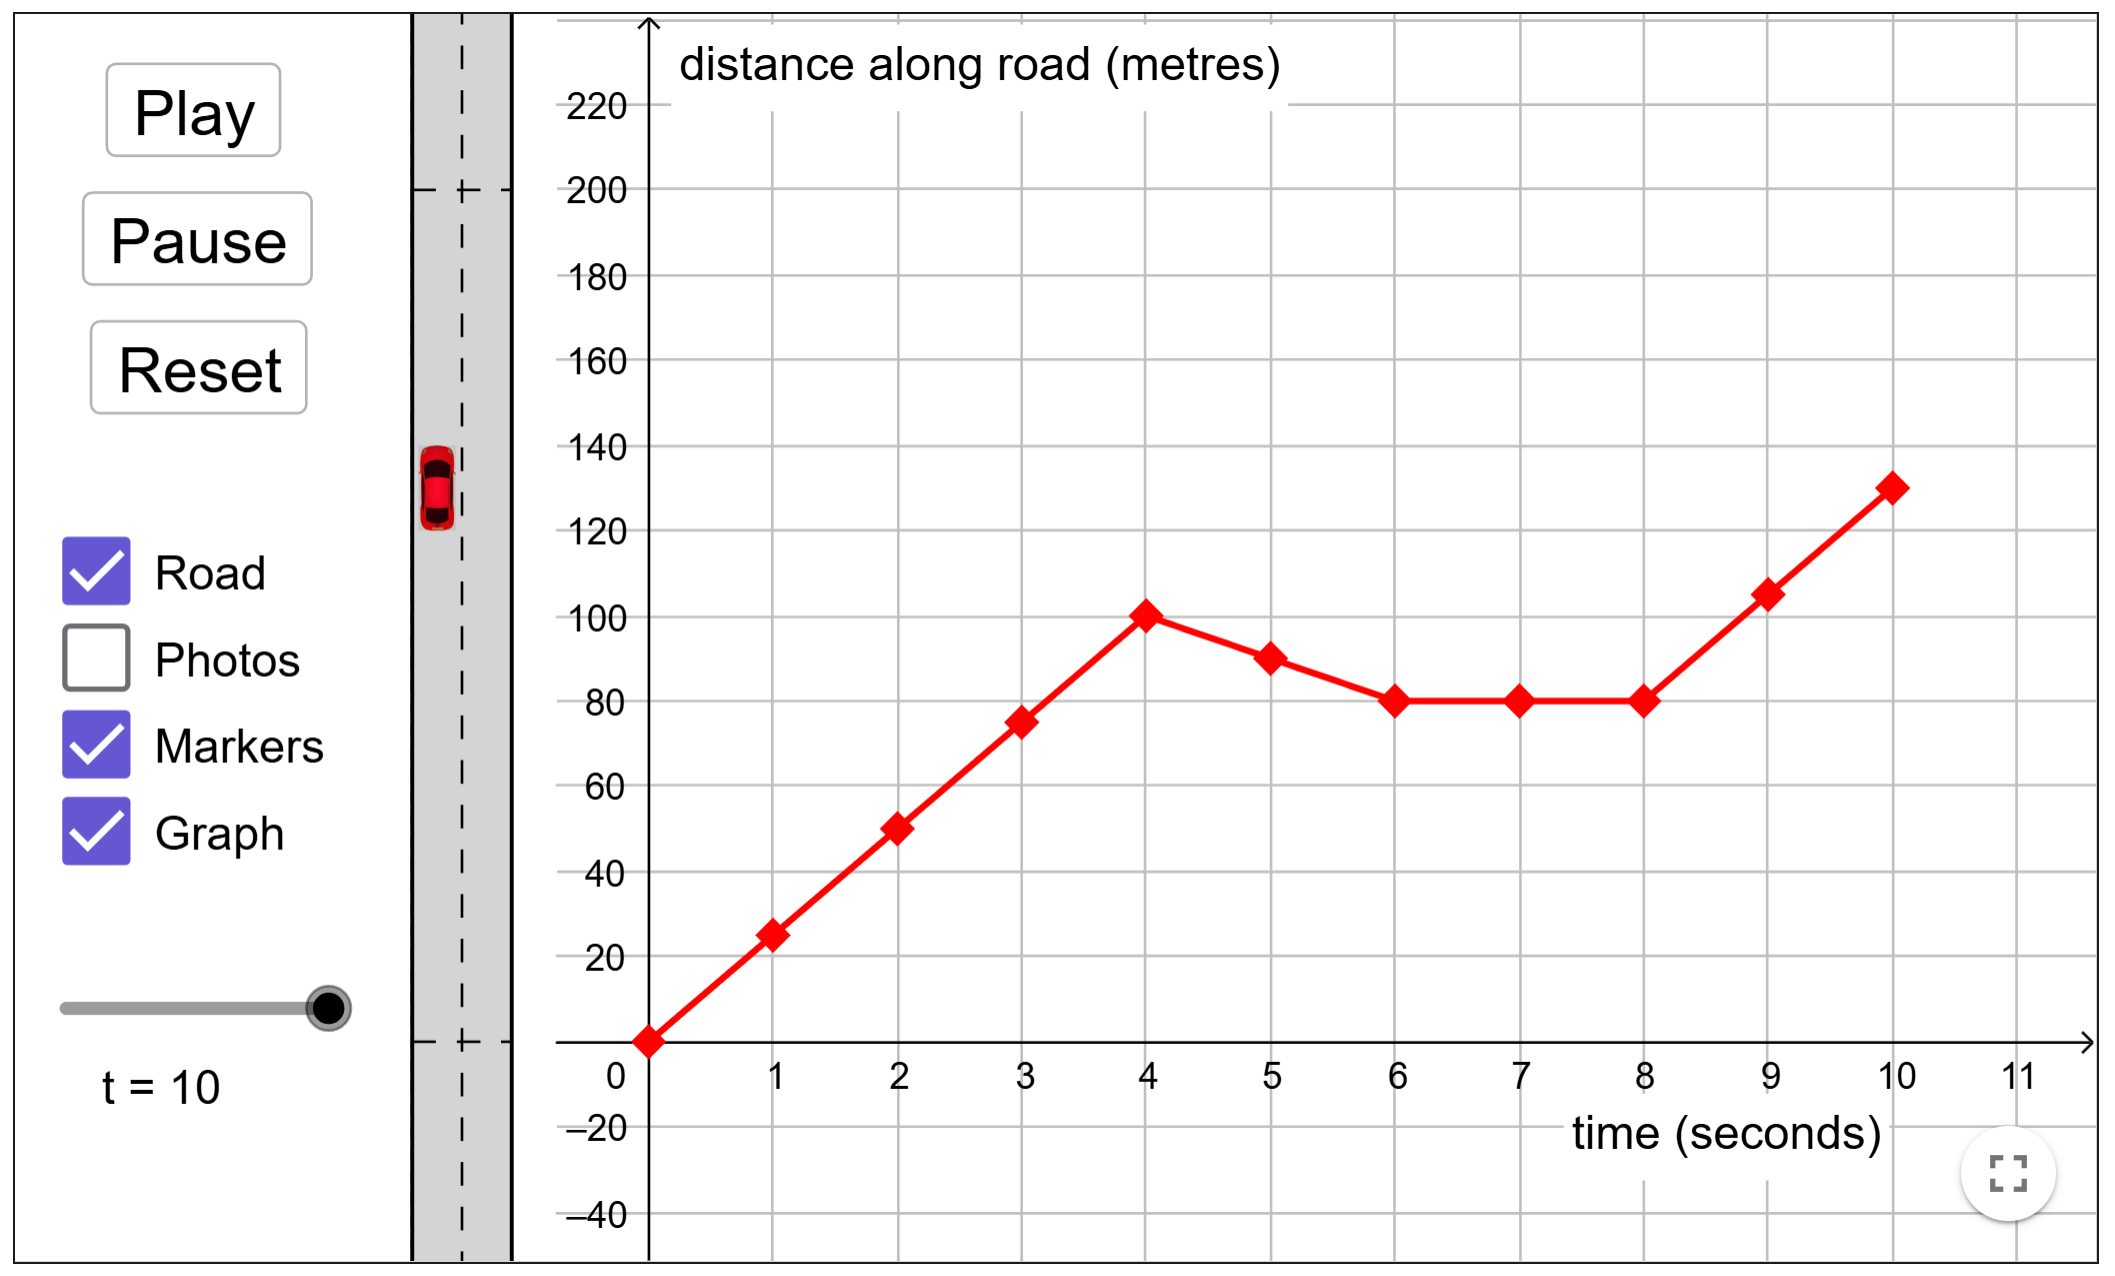 Play
Pause
Reset
Road
Photos
Markers
Graph
t = 10
distance along road (metres)
220
200
180
160
140
120
100
80
60
40
20
0 1 2 3 4 5 6 7 8 9 10 11
–20
time (seconds)
–40